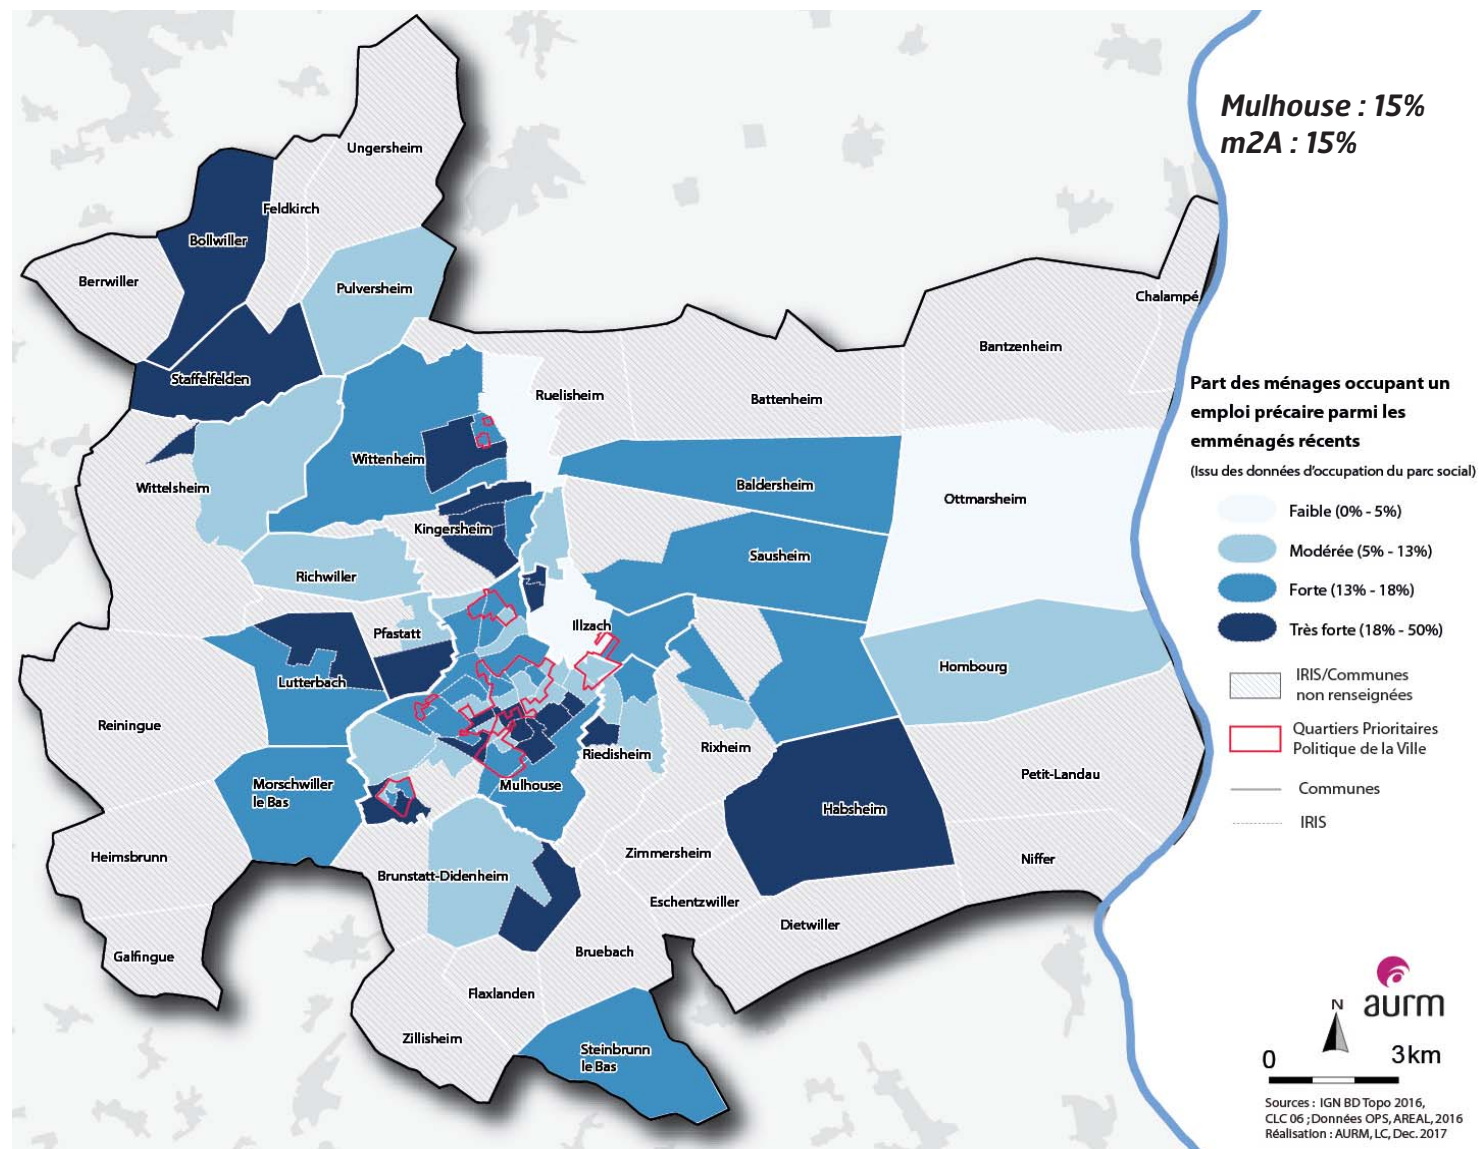 Mulhouse : 15%
m2A : 15%
Ungersheim
Feldkirch
Bollwiller
Berrwiller
Pulversheim
Chalampé
Bantzenheim
Staffelfelden
Ruelisheim
Battenheim
Wittenheim
Wittelsheim
Baldersheim
Ottmarsheim
Kingersheim
Sausheim
Richwiller
Illzach
Pfastatt
Hombourg
Lutterbach
Reiningue
Rixheim
Riedisheim
Petit-Landau
Morschwiller
le Bas
Mulhouse
Habsheim
Heimsbrunn
Zimmersheim
Niffer
Brunstatt-Didenheim
Eschentzwiller
Dietwiller
Galfingue
Bruebach
Flaxlanden
Zillisheim
Steinbrunn
le Bas
Part des ménages occupant un
emploi précaire parmi les
emménagés récents
(Issu des données d'occupation du parc social)
Faible (0% - 5%)
Modérée (5% - 13%)
Forte (13% - 18%)
Très forte (18% - 50%)
IRIS/Communes
non renseignées
Quartiers Prioritaires
Politique de la Ville
Communes
IRIS
aurm
N
0 3 km
Sources : IGN BD Topo 2016,
CLC 06 ; Données OPS, AREAL, 2016
Réalisation : AURM, LC, Dec. 2017